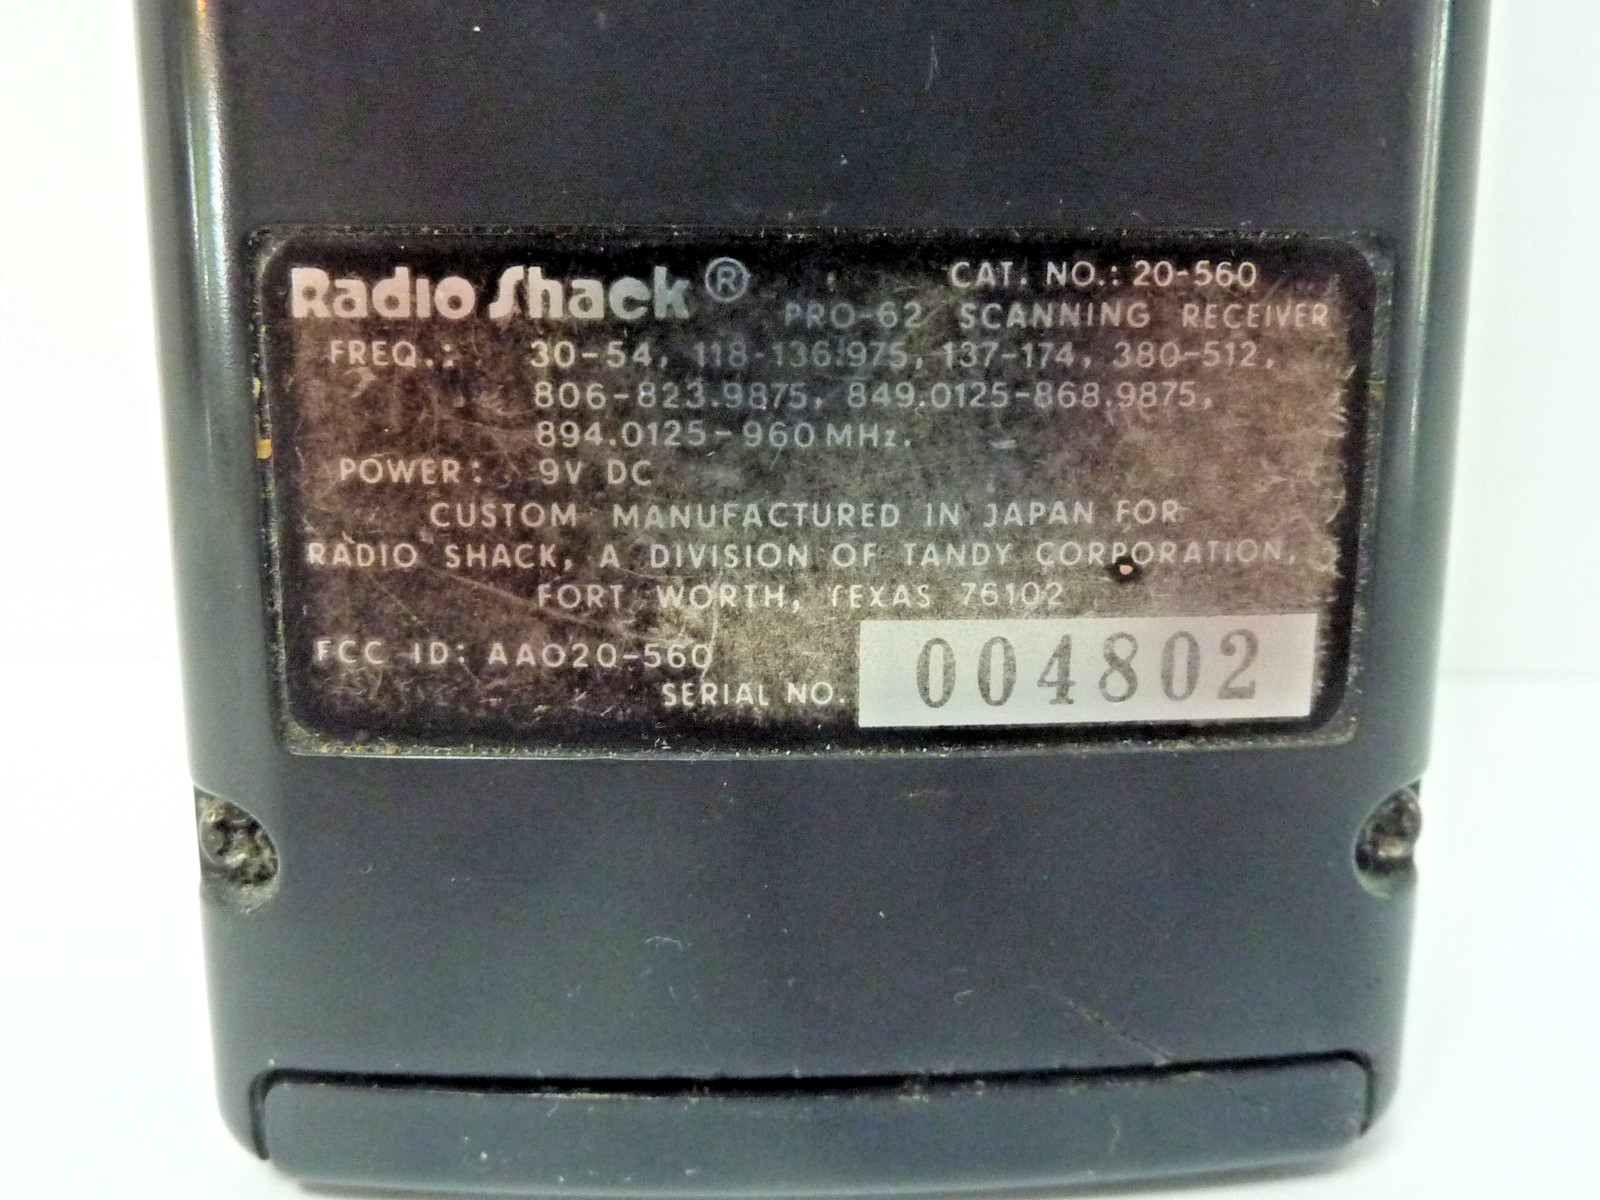 Radio Shack® CAT. NO.: 20-560
PRO-62 SCANNING RECEIVER
FREQ.: 30-54, 118-136.975, 137-174, 380-512,
806-823.9875, 849.0125-868.9875,
894.0125-960 MHz.
POWER: 9V DC
CUSTOM MANUFACTURED IN JAPAN FOR
RADIO SHACK, A DIVISION OF TANDY CORPORATION,
FORT WORTH, TEXAS 76102
FCC ID: AAO20-560
SERIAL NO. 004802